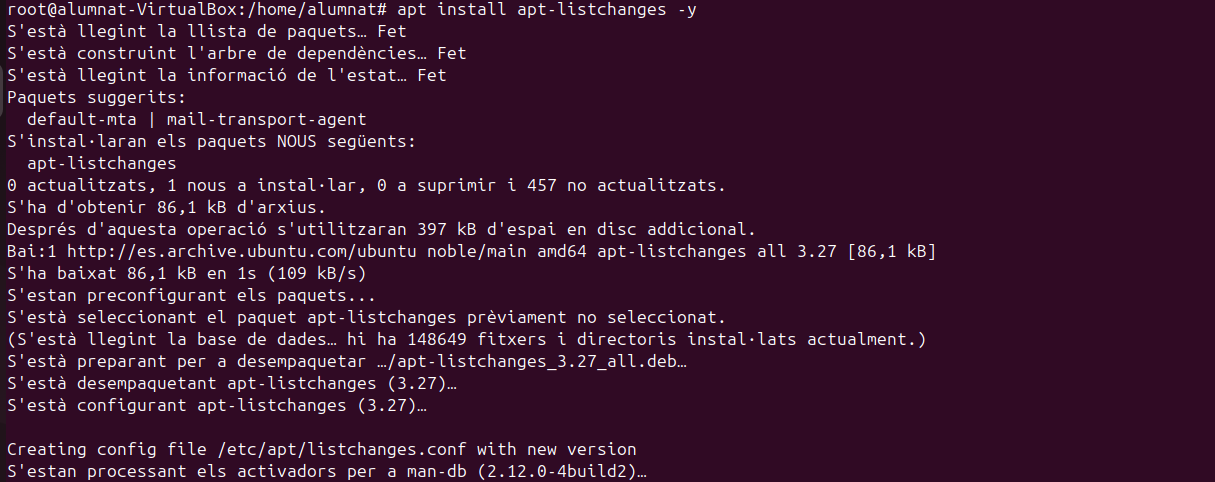 root@alumnat-VirtualBox:/home/alumnat# apt install apt-listchanges -y
S'està llegint la llista de paquets… Fet
S'està construint l'arbre de dependències… Fet
S'està llegint la informació de l'estat… Fet
Paquets suggerits:
  default-mta | mail-transport-agent
S'instal·laran els paquets NOUS següents:
  apt-listchanges
0 actualitzats, 1 nous a instal·lar, 0 a suprimir i 457 no actualitzats.
S'ha d'obtenir 86,1 kB d'arxius.
Després d'aquesta operació s'utilitzaran 397 kB d'espai en disc addicional.
Bai:1 http://es.archive.ubuntu.com/ubuntu noble/main amd64 apt-listchanges all 3.27 [86,1 kB]
S'ha baixat 86,1 kB en 1s (109 kB/s)
S'estan preconfigurant els paquets...
S'està seleccionant el paquet apt-listchanges prèviament no seleccionat.
(S'està llegint la base de dades… hi ha 148649 fitxers i directoris instal·lats actualment.)
S'està preparant per a desempaquetar …/apt-listchanges_3.27_all.deb…
S'està desempaquetant apt-listchanges (3.27)…
S'està configurant apt-listchanges (3.27)…
Creating config file /etc/apt/listchanges.conf with new version
S'estan processant els activadors per a man-db (2.12.0-4build2)…